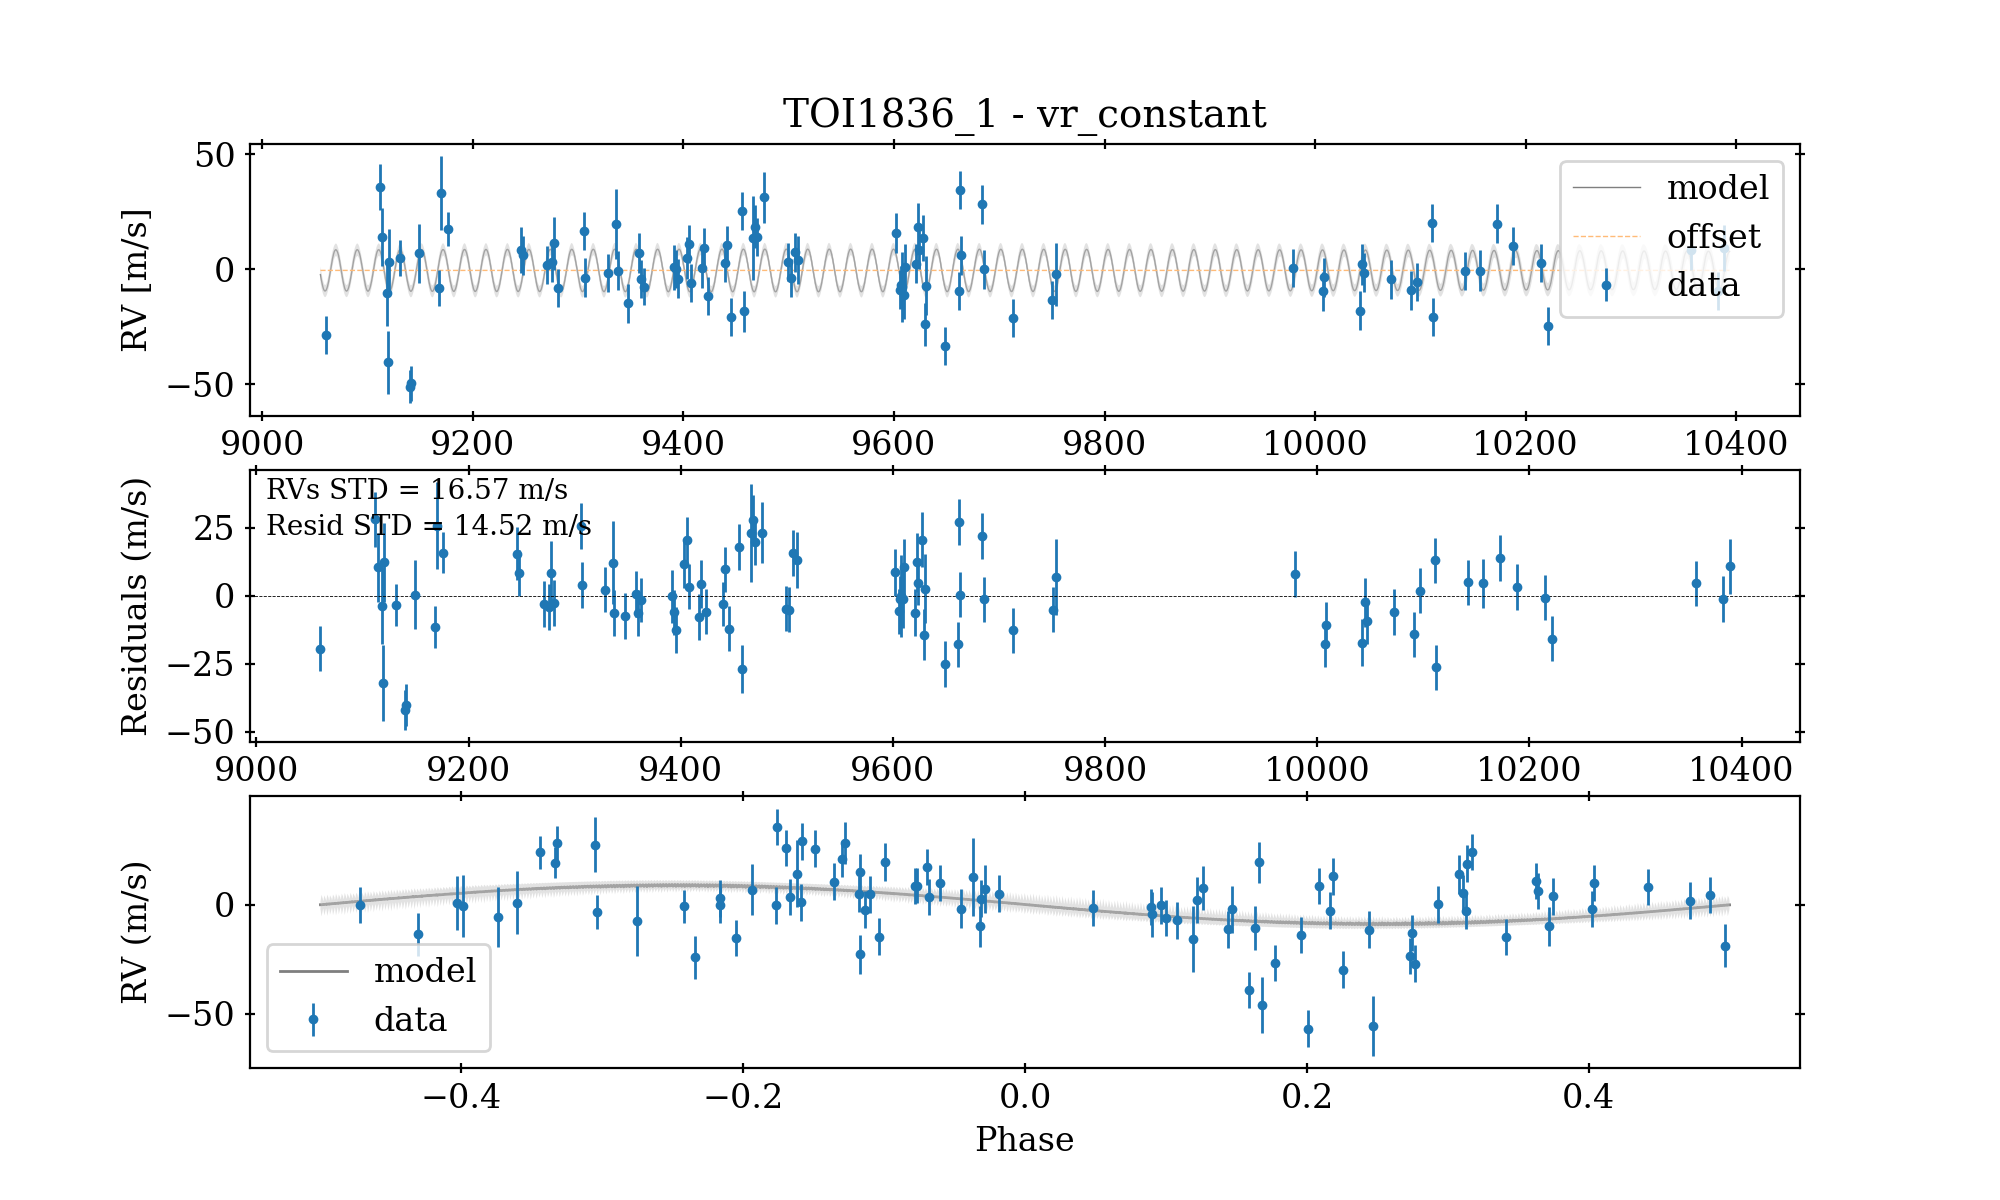 TOI1836_1 - vr_constant
RV [m/s]
50
0
−50
model
offset
data
9000 9200 9400 9600 9800 10000 10200 10400
Residuals (m/s)
25
0
−25
−50
RVs STD = 16.57 m/s
Resid STD = 14.52 m/s
9000 9200 9400 9600 9800 10000 10200 10400
RV (m/s)
0
−50
model
data
−0.4 −0.2 0.0 0.2 0.4
Phase